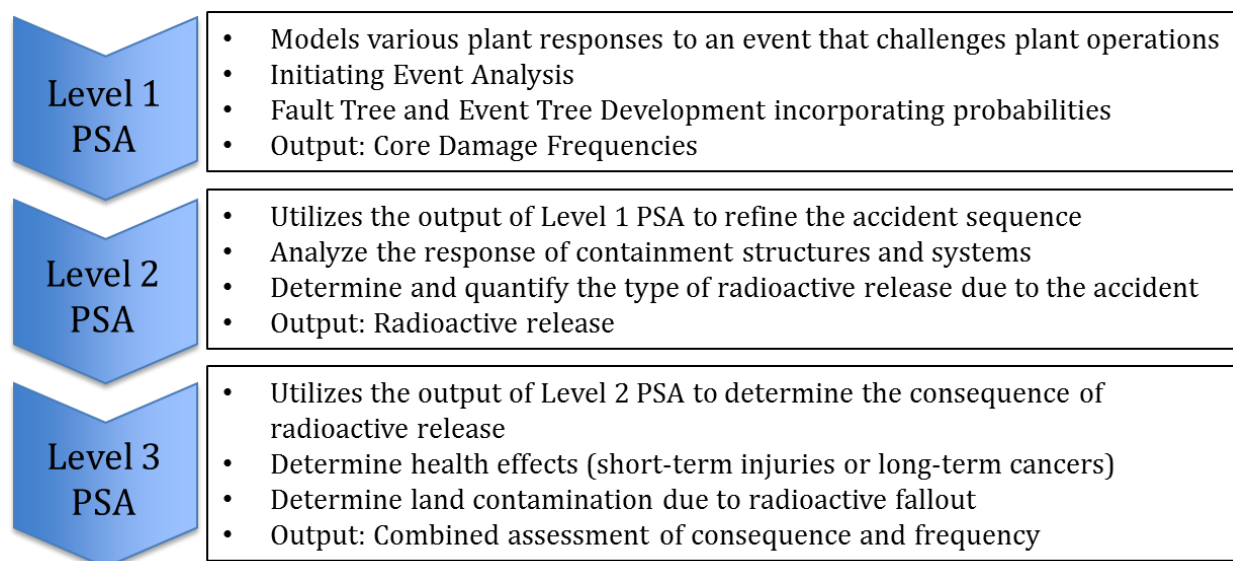 Level 1
PSA
• Models various plant responses to an event that challenges plant operations
• Initiating Event Analysis
• Fault Tree and Event Tree Development incorporating probabilities
• Output: Core Damage Frequencies
Level 2
PSA
• Utilizes the output of Level 1 PSA to refine the accident sequence
• Analyze the response of containment structures and systems
• Determine and quantify the type of radioactive release due to the accident
• Output: Radioactive release
Level 3
PSA
• Utilizes the output of Level 2 PSA to determine the consequence of
radioactive release
• Determine health effects (short-term injuries or long-term cancers)
• Determine land contamination due to radioactive fallout
• Output: Combined assessment of consequence and frequency